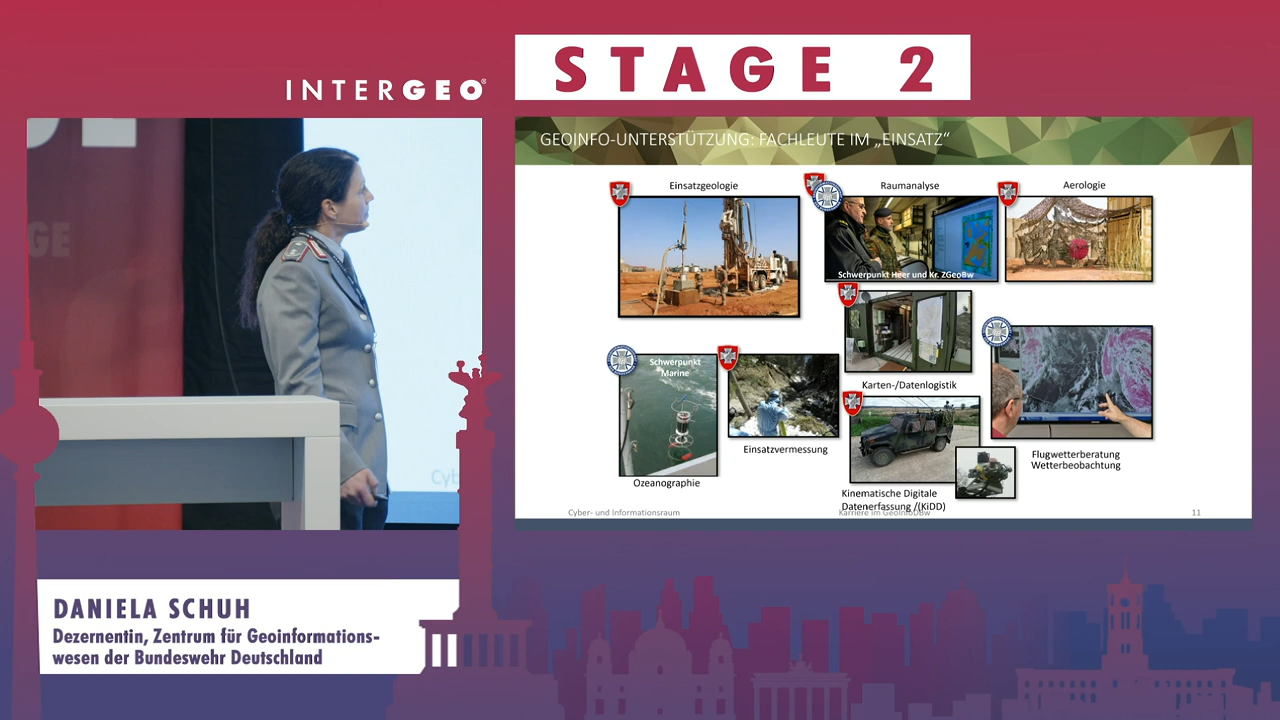 STAGE 2
INTERGEO®
GE
Cyb
GEOINFO-UNTERSTÜTZUNG: FACHLEUTE IM „EINSATZ“
Einsatzgeologie
Raumanalyse
Aerologie
Schwerpunkt Heer und Kr. ZGeoBw
Schwerpunkt
Marine
Karten-/Datenlogistik
Einsatzvermessung
Flugwetterberatung
Wetterbeobachtung
Ozeanographie
Kinematische Digitale
Datenerfassung /(KiDD)
Cyber- und Informationsraum
Karriere im GeoInfoDBw
11
DANIELA SCHUH
Dezernentin, Zentrum für Geoinformations-
wesen der Bundeswehr Deutschland